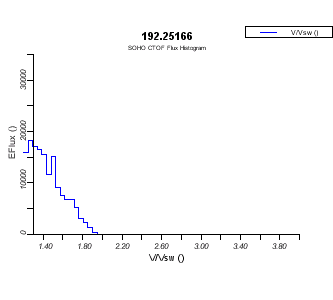 192.25166
SOHO CTOF Flux Histogram
V/Vsw ()
EFlux ()
30000
20000
10000
0
1.40 1.80 2.20 2.60 3.00 3.40 3.80
V/Vsw ()